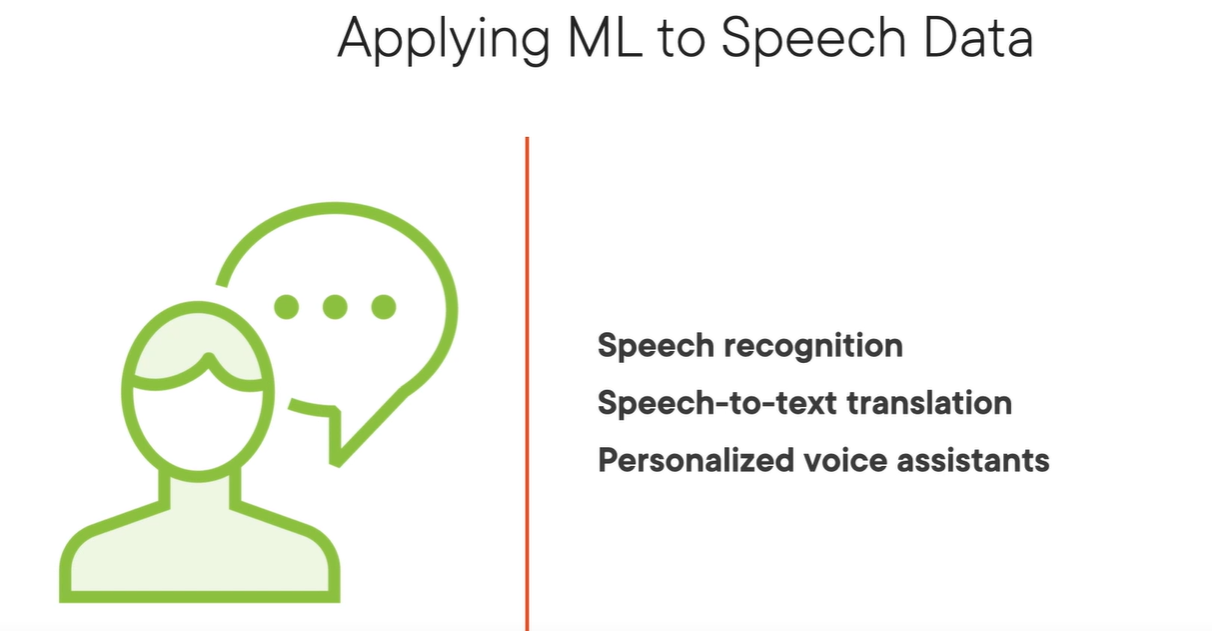 Applying ML to Speech Data
Speech recognition
Speech-to-text translation
Personalized voice assistants